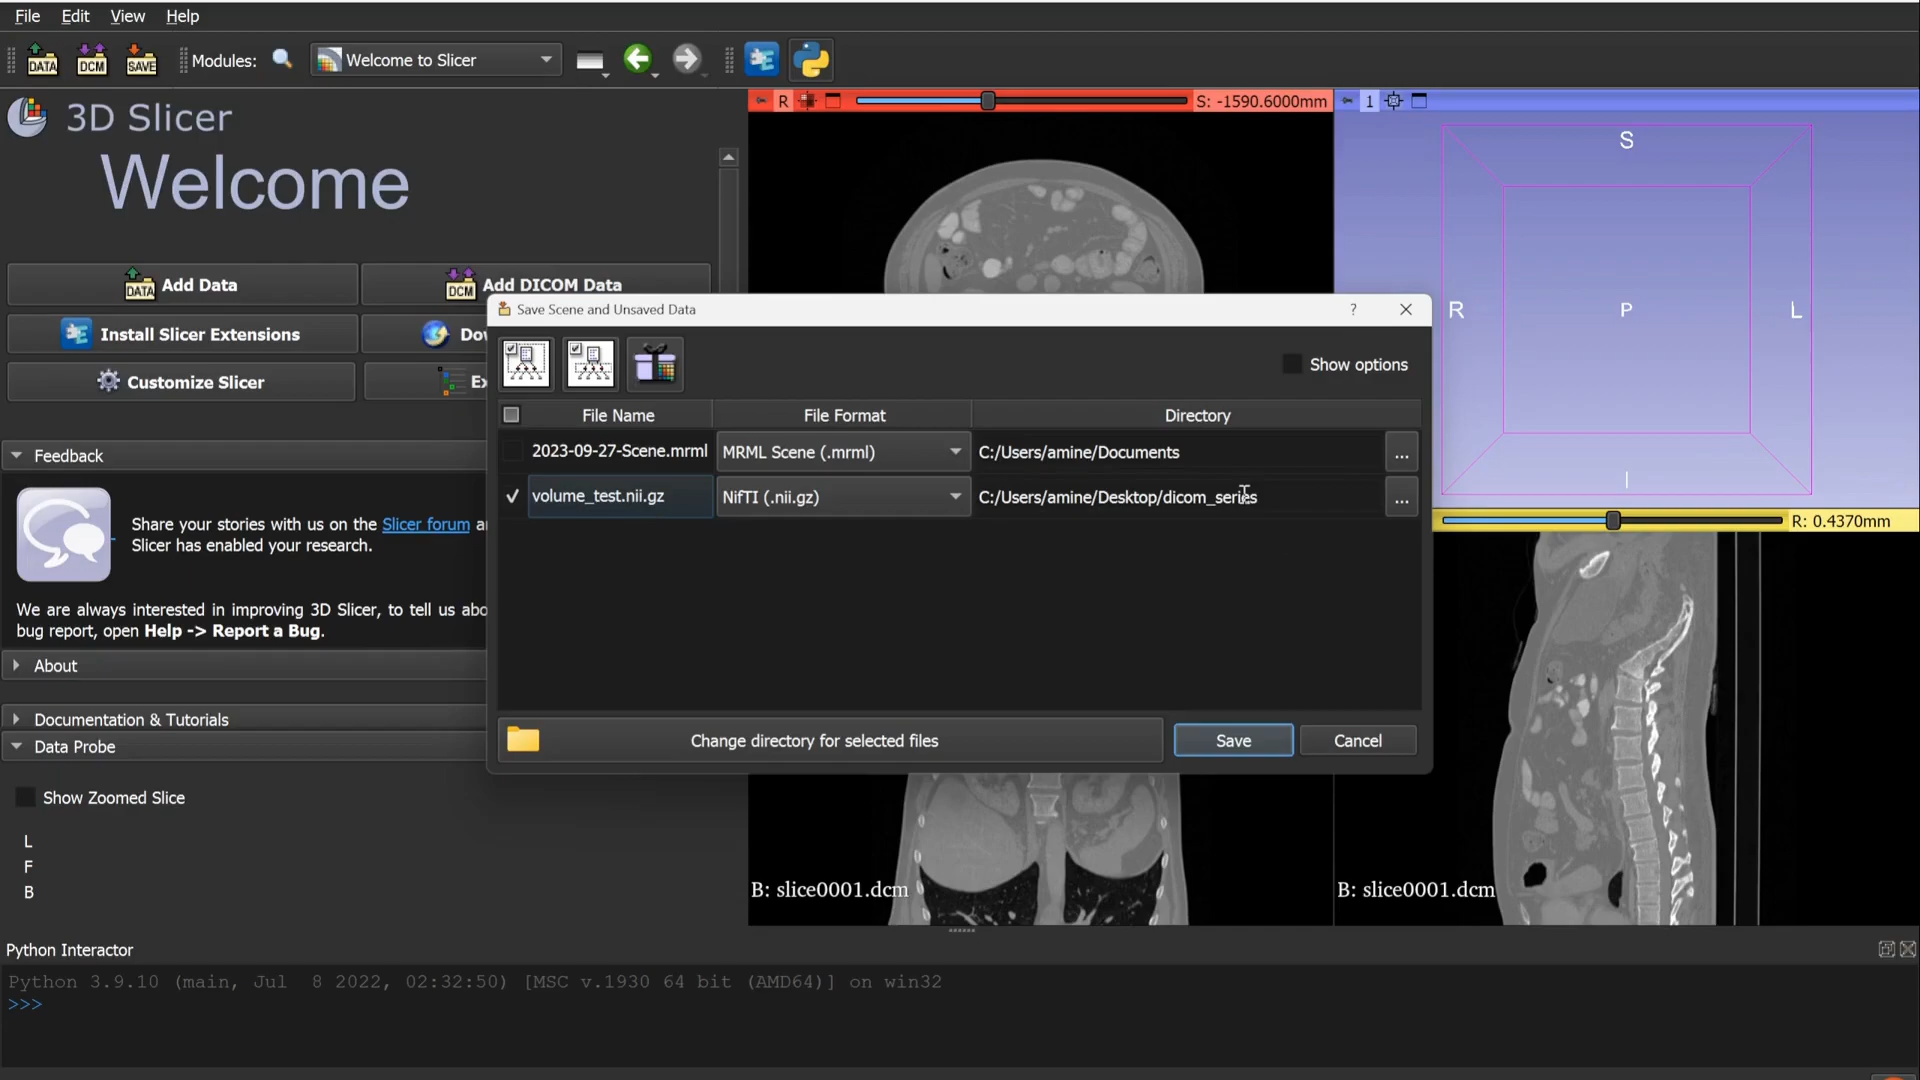 File Edit View Help
DATA DCM SAVE Modules: Welcome to Slicer
R S: -1590.6000mm 1
3D Slicer
Welcome
S
R P L
I
DATA Add Data DCM Add DICOM Data
Install Slicer Extensions Dov
Customize Slicer Ex
Save Scene and Unsaved Data ?
Show options
File Name File Format Directory
2023-09-27-Scene.mrml MRML Scene (.mrml) C:/Users/amine/Documents ...
volume_test.nii.gz NifTI (.nii.gz) C:/Users/amine/Desktop/dicom_series ...
Change directory for selected files Save Cancel
R: 0.4370mm
Feedback
Share your stories with us on the Slicer forum a
Slicer has enabled your research.
We are always interested in improving 3D Slicer, to tell us abo
bug report, open Help -> Report a Bug.
About
Documentation & Tutorials
Data Probe
Show Zoomed Slice
L
F
B
B: slice0001.dcm
B: slice0001.dcm
Python Interactor
Python 3.9.10 (main, Jul  8 2022, 02:32:50) [MSC v.1930 64 bit (AMD64)] on win32
>>>